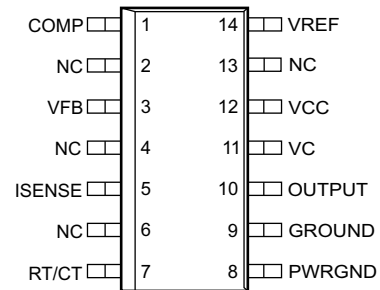 COMP 1 14 VREF
NC 2 13 NC
VFB 3 12 VCC
NC 4 11 VC
ISENSE 5 10 OUTPUT
NC 6 9 GROUND
RT/CT 7 8 PWRGND